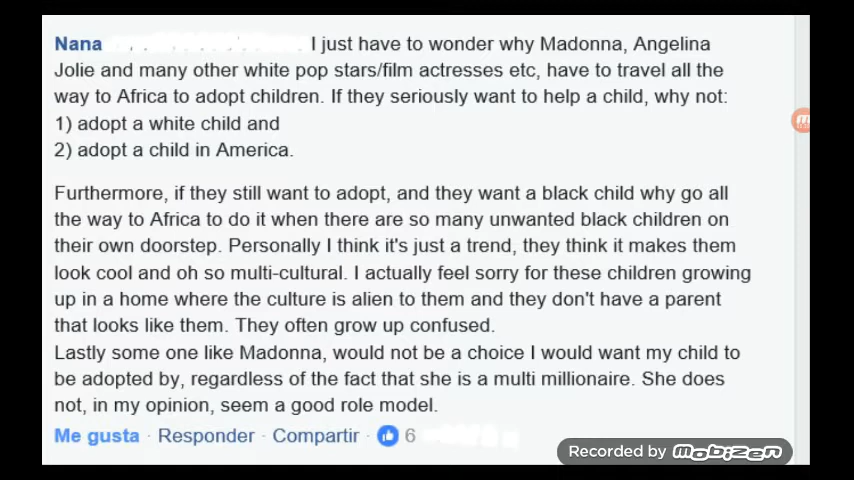 Nana I just have to wonder why Madonna, Angelina
Jolie and many other white pop stars/film actresses etc, have to travel all the
way to Africa to adopt children. If they seriously want to help a child, why not:
1) adopt a white child and
2) adopt a child in America.
Furthermore, if they still want to adopt, and they want a black child why go all
the way to Africa to do it when there are so many unwanted black children on
their own doorstep. Personally I think it's just a trend, they think it makes them
look cool and oh so multi-cultural. I actually feel sorry for these children growing
up in a home where the culture is alien to them and they don't have a parent
that looks like them. They often grow up confused.
Lastly some one like Madonna, would not be a choice I would want my child to
be adopted by, regardless of the fact that she is a multi millionaire. She does
not, in my opinion, seem a good role model.
Me gusta · Responder · Compartir · 6
Recorded by mobizen